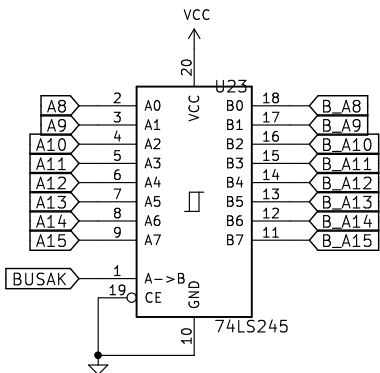 VCC
20
U23
A8 2 A0 VCC B0 18 B_A8
A9 3 A1 B1 17 B_A9
A10 4 A2 B2 16 B_A10
A11 5 A3 B3 15 B_A11
A12 6 A4 B4 14 B_A12
A13 7 A5 B5 13 B_A13
A14 8 A6 B6 12 B_A14
A15 9 A7 B7 11 B_A15
BUSAK 1 A->B
19 CE GND
10 74LS245